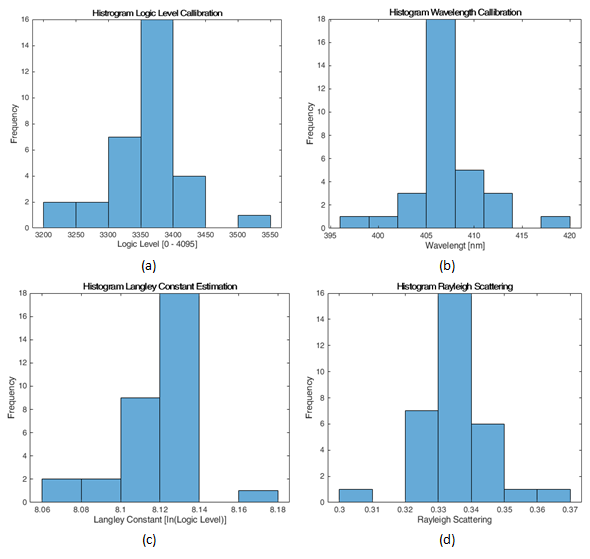 Histrogram Logic Level Callibration
Frequency
16
14
12
10
8
6
4
2
0
3200 3250 3300 3350 3400 3450 3500 3550
Logic Level [0 - 4095]
(a)
Histogram Wavelength Calibration
Frequency
18
16
14
12
10
8
6
4
2
0
395 400 405 410 415 420
Wavelengt [nm]
(b)
Histogram Langley Constant Estimation
Frequency
18
16
14
12
10
8
6
4
2
0
8.06 8.08 8.1 8.12 8.14 8.16 8.18
Langley Constant [ln(Logic Level)]
(c)
Histogram Rayleigh Scattering
Frequency
16
14
12
10
8
6
4
2
0
0.3 0.31 0.32 0.33 0.34 0.35 0.36 0.37
Rayleigh Scattering
(d)